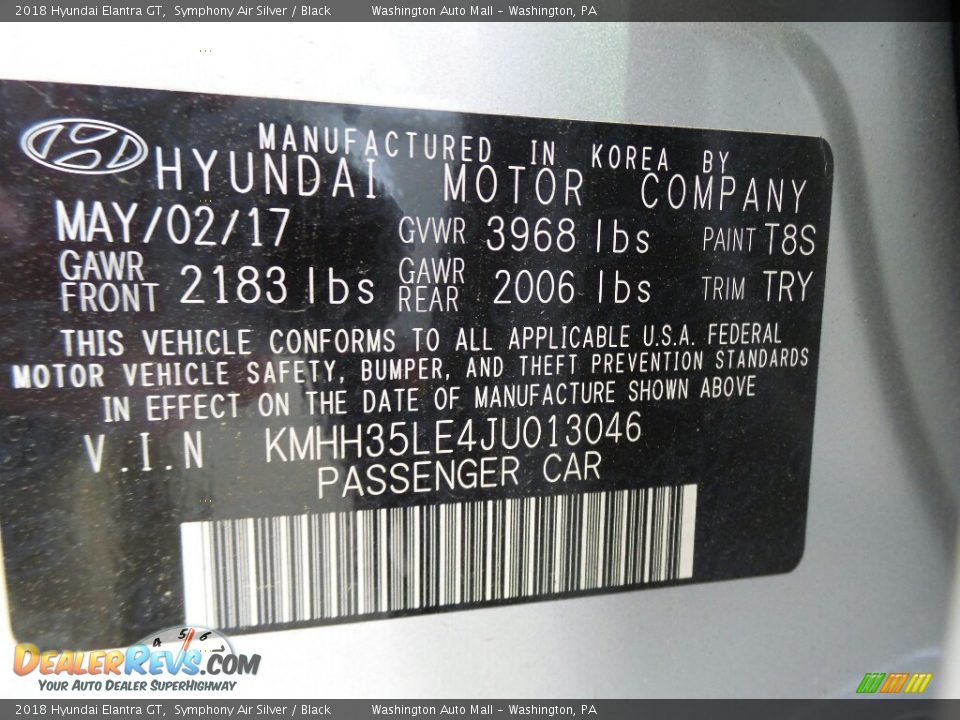 2018 Hyundai Elantra GT, Symphony Air Silver / Black Washington Auto Mall - Washington, PA
MANUFACTURED IN KOREA BY
HYUNDAI MOTOR COMPANY
MAY/02/17 GVWR 3968 lbs PAINT T8S
GAWR FRONT 2183 lbs GAWR REAR 2006 lbs TRIM TRY
THIS VEHICLE CONFORMS TO ALL APPLICABLE U.S.A. FEDERAL
MOTOR VEHICLE SAFETY, BUMPER, AND THEFT PREVENTION STANDARDS
IN EFFECT ON THE DATE OF MANUFACTURE SHOWN ABOVE
V.I.N KMHH35LE4JU013046
PASSENGER CAR
4 5 6 7
DEALERREVS.COM
YOUR AUTO DEALER SUPERHIGHWAY
2018 Hyundai Elantra GT, Symphony Air Silver / Black Washington Auto Mall - Washington, PA